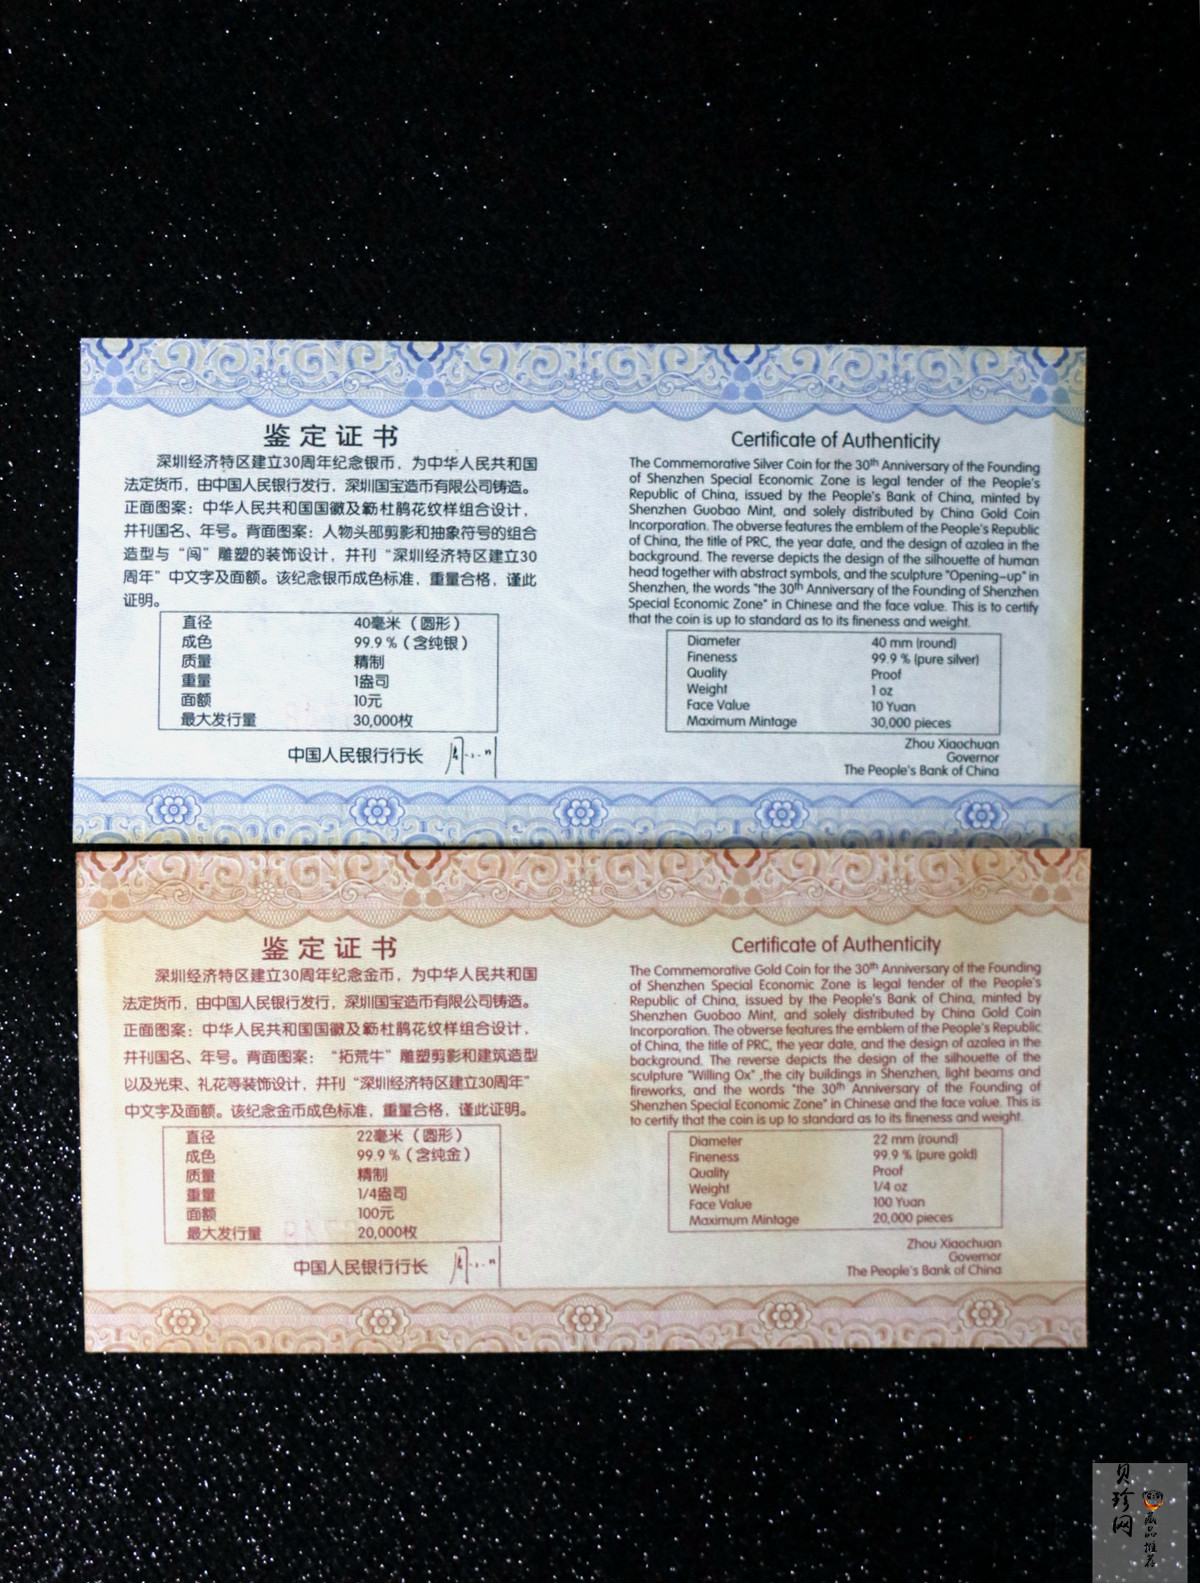 鉴定证书
深圳经济特区建立30周年纪念银币，为中华人民共和国
法定货币，由中国人民银行发行，深圳国宝造币有限公司铸造。
正面图案：中华人民共和国国徽及簕杜鹃花纹样组合设计，
并刊国名、年号。背面图案：人物头部剪影和抽象符号的组合
造型与“闯”雕塑的装饰设计，并刊“深圳经济特区建立30
周年”中文字及面额。该纪念银币成色标准，重量合格，谨此
证明。
直径 40毫米（圆形）
成色 99.9％（含纯银）
质量 精制
重量 1盎司
面额 10元
最大发行量 30,000枚
中国人民银行行长
Certificate of Authenticity
The Commemorative Silver Coin for the 30th Anniversary of the Founding
of Shenzhen Special Economic Zone is legal tender of the People's
Republic of China, issued by the People's Bank of China, minted by
Shenzhen Guobao Mint, and solely distributed by China Gold Coin
Incorporation. The obverse features the emblem of the People's Republic
of China, the title of PRC, the year date, and the design of azalea in the
background. The reverse depicts the design of the silhouette of human
head together with abstract symbols, and the sculpture "Opening-up" in
Shenzhen, the words "the 30th Anniversary of the Founding of Shenzhen
Special Economic Zone" in Chinese and the face value. This is to certify
that the coin is up to standard as to its fineness and weight.
Diameter 40 mm (round)
Fineness 99.9 % (pure silver)
Quality Proof
Weight 1 oz
Face Value 10 Yuan
Maximum Mintage 30,000 pieces
Zhou Xiaochuan
Governor
The People's Bank of China
鉴定证书
深圳经济特区建立30周年纪念金币，为中华人民共和国
法定货币，由中国人民银行发行，深圳国宝造币有限公司铸造。
正面图案：中华人民共和国国徽及簕杜鹃花纹样组合设计，
并刊国名、年号。背面图案：“拓荒牛”雕塑剪影和建筑造型
以及光束、礼花等装饰设计，并刊“深圳经济特区建立30周年”
中文字及面额。该纪念金币成色标准，重量合格，谨此证明。
直径 22毫米（圆形）
成色 99.9％（含纯金）
质量 精制
重量 1/4盎司
面额 100元
最大发行量 20,000枚
中国人民银行行长
Certificate of Authenticity
The Commemorative Gold Coin for the 30th Anniversary of the Founding
of Shenzhen Special Economic Zone is legal tender of the People's
Republic of China, issued by the People's Bank of China, minted by
Shenzhen Guobao Mint, and solely distributed by China Gold Coin
Incorporation. The obverse features the emblem of the People's Republic
of China, the title of PRC, the year date, and the design of azalea in the
background. The reverse depicts the design of the silhouette of the
sculpture "Willing Ox" ,the city buildings in Shenzhen, light beams and
fireworks, and the words "the 30th Anniversary of the Founding of
Shenzhen Special Economic Zone" in Chinese and the face value. This is
to certify that the coin is up to standard as to its fineness and weight.
Diameter 22 mm (round)
Fineness 99.9 % (pure gold)
Quality Proof
Weight 1/4 oz
Face Value 100 Yuan
Maximum Mintage 20,000 pieces
Zhou Xiaochuan
Governor
The People's Bank of China
贝珍网
藏品推荐